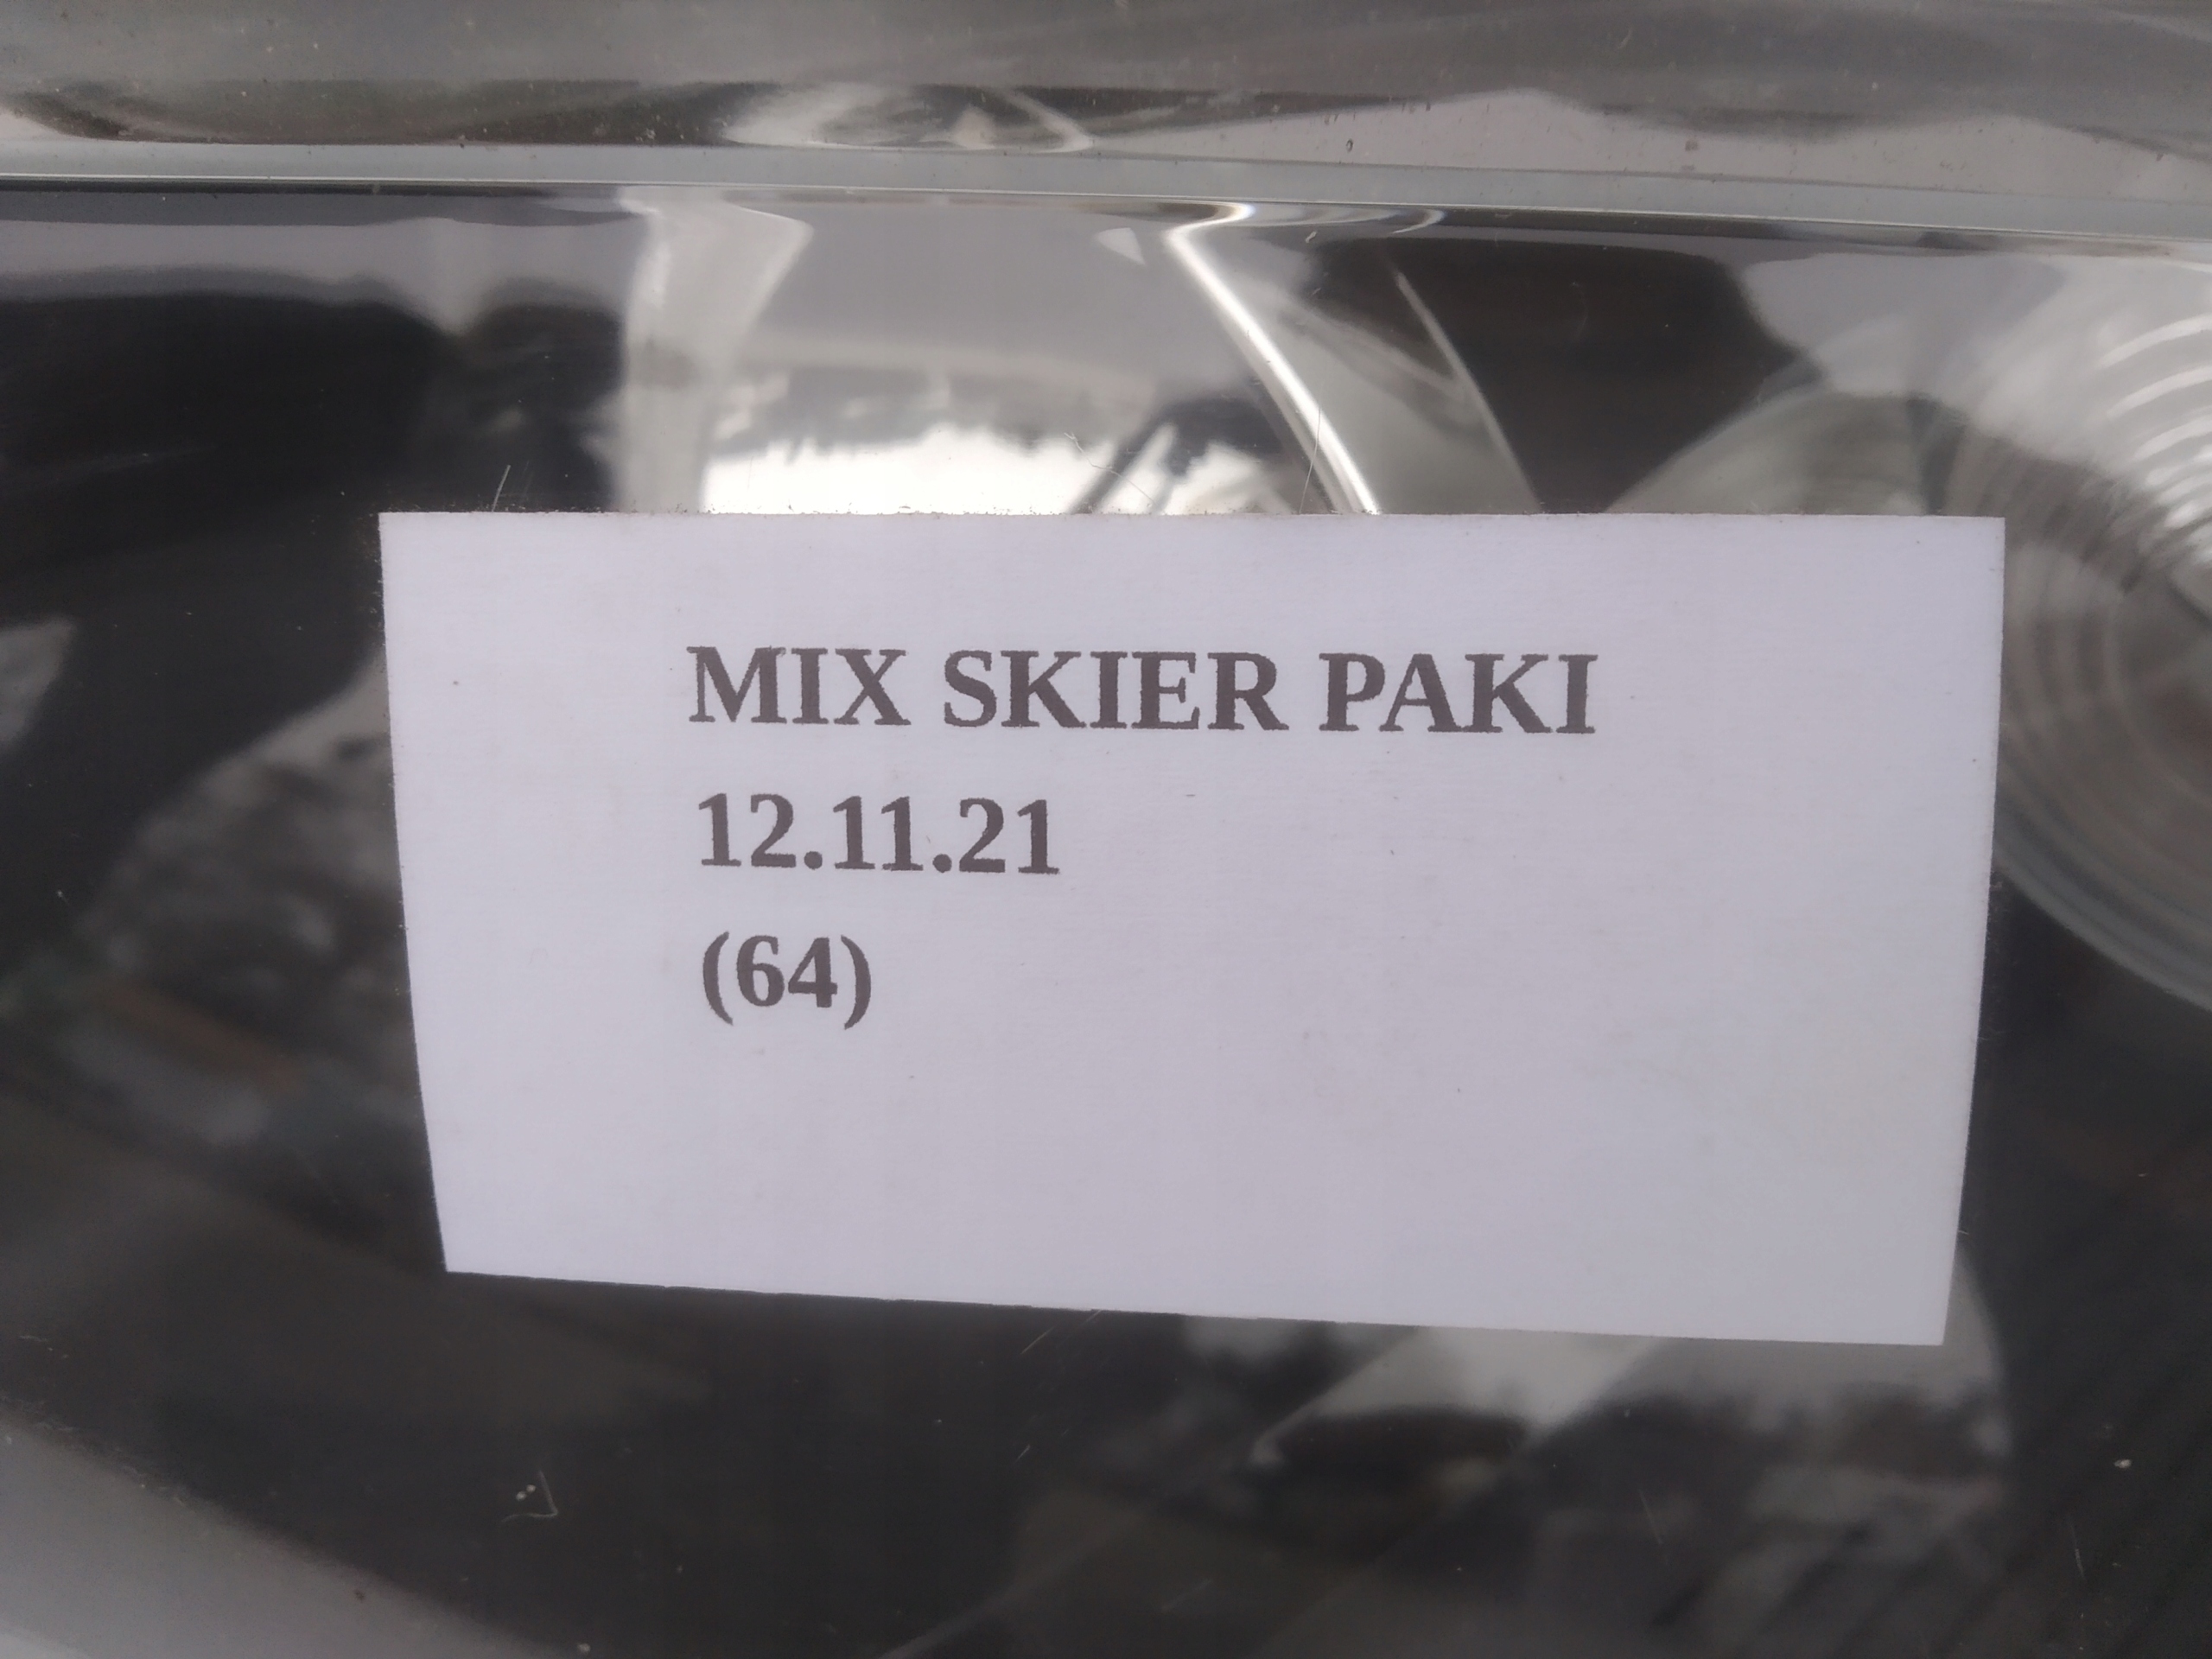 MIX SKIER PAKI
12.11.21
(64)